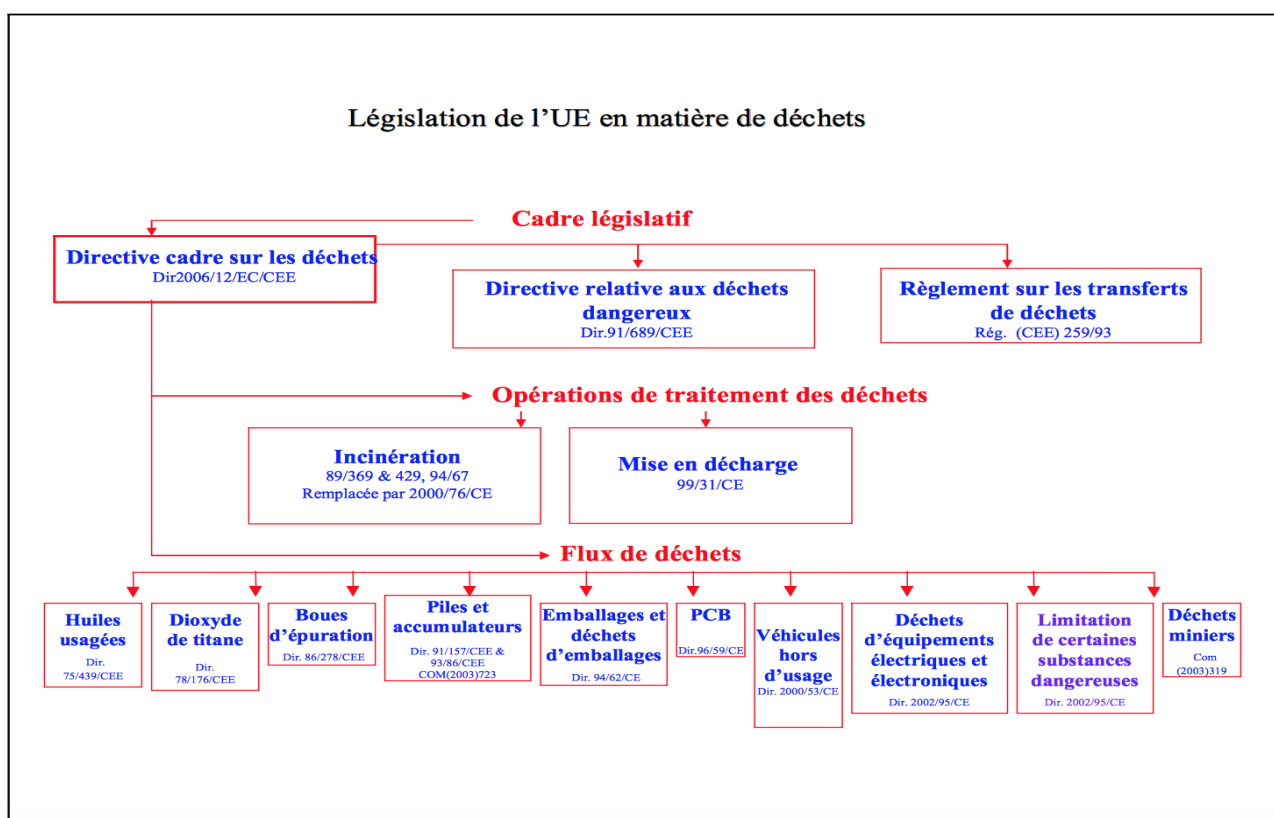 Législation de l'UE en matière de déchets
Cadre législatif
Directive cadre sur les déchets
Dir2006/12/EC/CEE
Directive relative aux déchets
dangereux
Dir.91/689/CEE
Règlement sur les transferts
de déchets
Rég. (CEE) 259/93
Opérations de traitement des déchets
Incinération
89/369 & 429, 94/67
Remplacée par 2000/76/CE
Mise en décharge
99/31/CE
Flux de déchets
Huiles
usagées
Dir.
75/439/CEE
Dioxyde
de titane
Dir.
78/176/CEE
Boues
d'épuration
Dir. 86/278/CEE
Piles et
accumulateurs
Dir. 91/157/CEE &
93/86/CEE
COM(2003)723
Emballages et
déchets
d'emballages
Dir. 94/62/CE
PCB
Dir.96/59/CE
Véhicules
hors
d'usage
Dir. 2000/53/CE
Déchets
d'équipements
électriques et
électroniques
Dir. 2002/95/CE
Limitation
de certaines
substances
dangereuses
Dir. 2002/95/CE
Déchets
miniers
Com
(2003)319